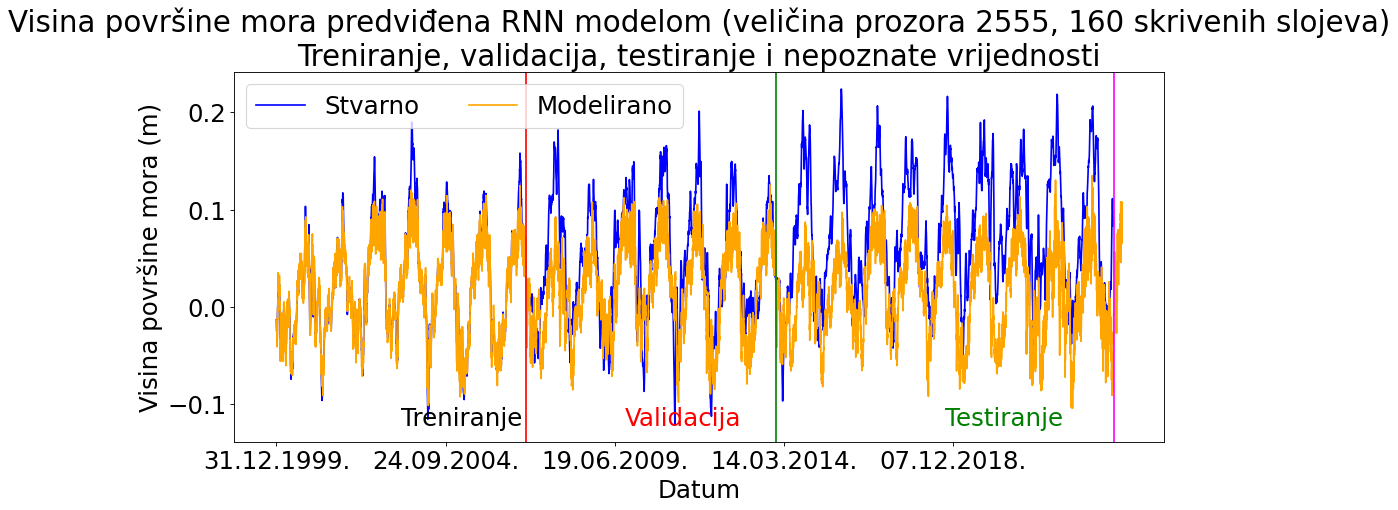 Visina površine mora predviđena RNN modelom (veličina prozora 2555, 160 skrivenih slojeva)
Treniranje, validacija, testiranje i nepoznate vrijednosti
Stvarno Modelirano
Visina površine mora (m)
0.2
0.1
0.0
−0.1
Treniranje Validacija Testiranje
31.12.1999. 24.09.2004. 19.06.2009. 14.03.2014. 07.12.2018.
Datum